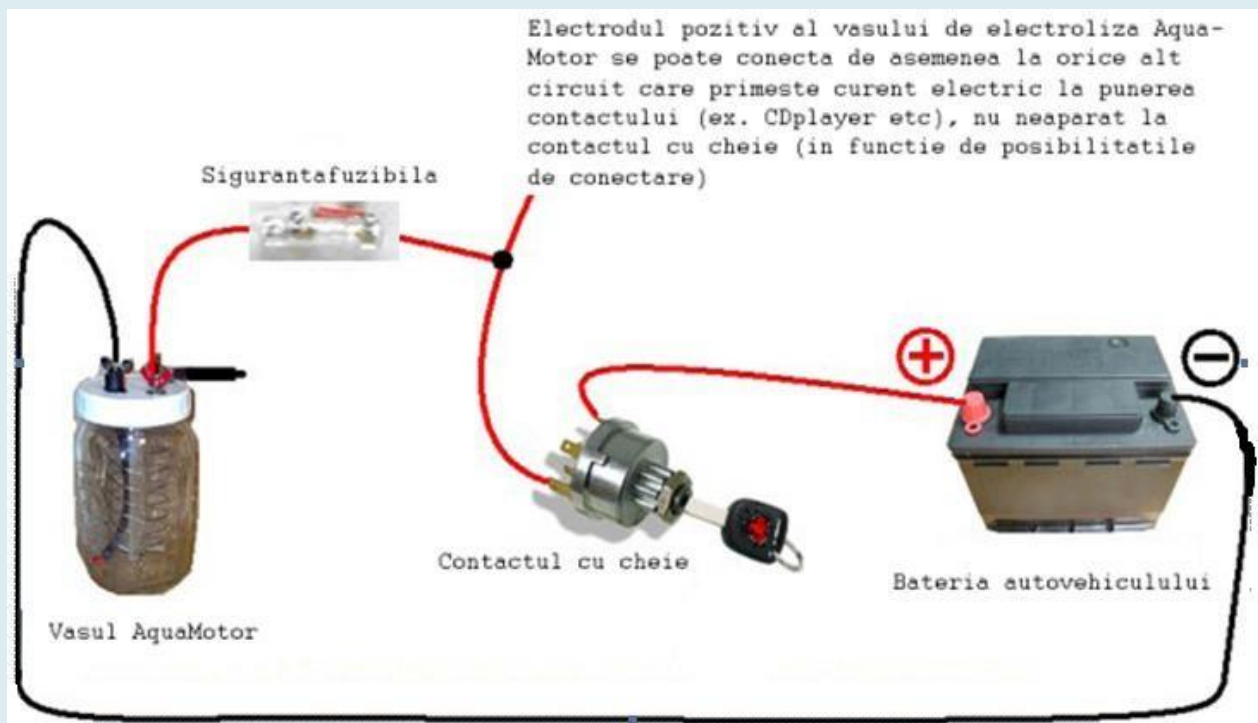 Electrodul pozitiv al vasului de electroliza Aqua-
Motor se poate conecta de asemenea la orice alt
circuit care primeste curent electric la punerea
contactului (ex. CDplayer etc), nu neaparat la
contactul cu cheie (in functie de posibilitatile
de conectare)
Sigurantafuzibila
+
−
Contactul cu cheie
Bateria autovehiculului
Vasul AquaMotor